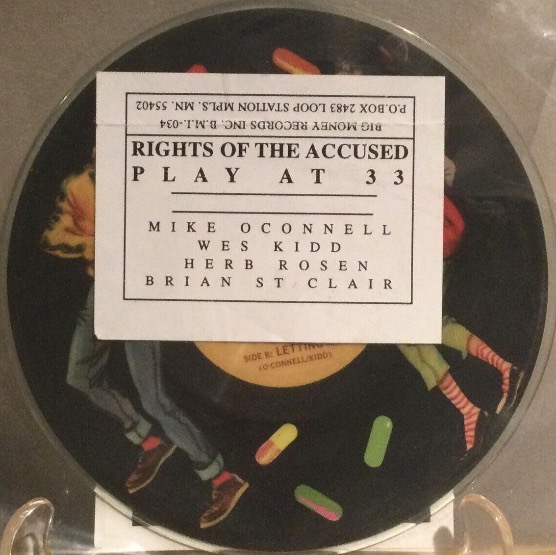 P.O.BOX 2483 LOOP STATION MPLS. MN. 55402
BIG MONEY RECORDS INC. B.M.I.-034
RIGHTS OF THE ACCUSED
PLAY AT 33
MIKE OCONNELL
WES KIDD
HERB ROSEN
BRIAN ST CLAIR
SIDE B: LETTING
(O'CONNELL/KIDD)